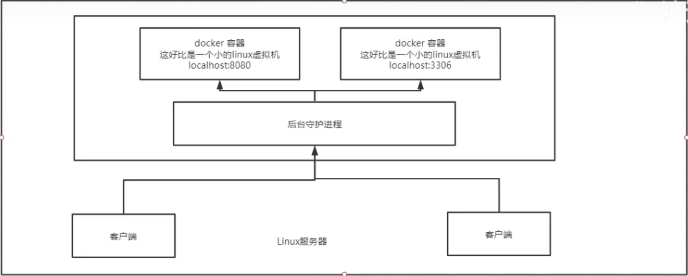 docker 容器
这好比是一个小的linux虚拟机
localhost:8080
docker 容器
这好比是一个小的linux虚拟机
localhost:3306
后台守护进程
客户端
Linux服务器
客户端